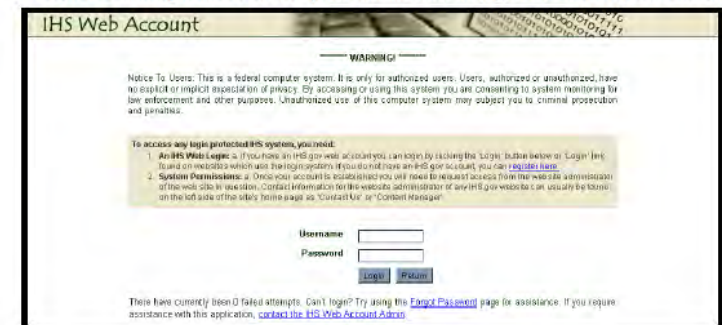 IHS Web Account
WARNING!
Notice To Users: This is a federal computer system. It is only for authorized users. Users, authorized or unauthorized, have
no explicit or implicit expectation of privacy. By accessing or using this system you are consenting to system monitoring for
law enforcement and other purposes. Unauthorized use of this computer system may subject you to criminal prosecution
and penalties.
To access any login protected IHS system, you need:
1. An IHS Web Login: a. If you have an IHS.gov web account you can login by clicking the 'Login' button below or 'Login' link
found on websites which use the login system. If you do not have an IHS.gov account, you can register here
2. System Permissions: a. Once your account is established you will need to request access from the web site administrator
of the web site in question. Contact information for the website administrator of any IHS.gov website can usually be found
on the left side of the site's home page as "Contact Us" or "Content Manager"
Username
Password
Login Return
There have currently been 0 failed attempts. Can't login? Try using the Forgot Password page for assistance. If you require
assistance with this application, contact the IHS Web Account Admin